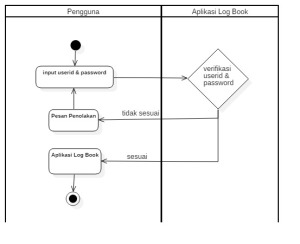 Pengguna
Aplikasi Log Book
input userid & password
verifikasi
userid &
password
tidak sesuai
Pesan Penolakan
sesuai
Aplikasi Log Book